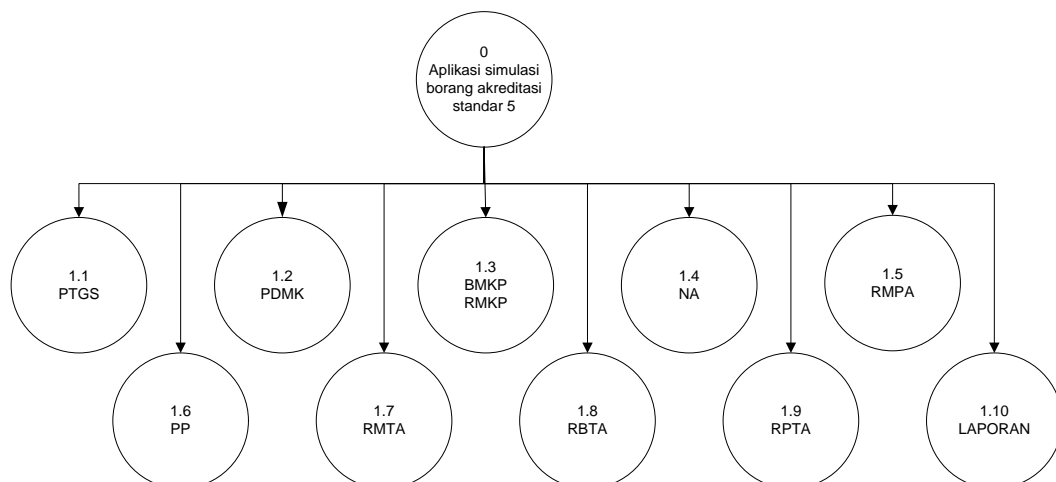 0
Aplikasi simulasi
borang akreditasi
standar 5
1.1
PTGS
1.2
PDMK
1.3
BMKP
RMKP
1.4
NA
1.5
RMPA
1.6
PP
1.7
RMTA
1.8
RBTA
1.9
RPTA
1.10
LAPORAN